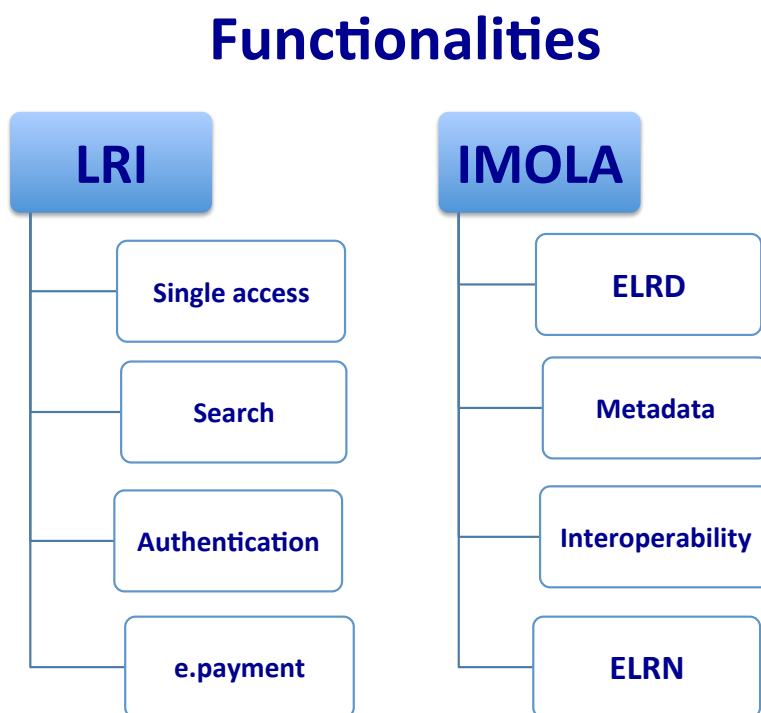 Functionalities
LRI
Single access
Search
Authentication
e.payment
IMOLA
ELRD
Metadata
Interoperability
ELRN